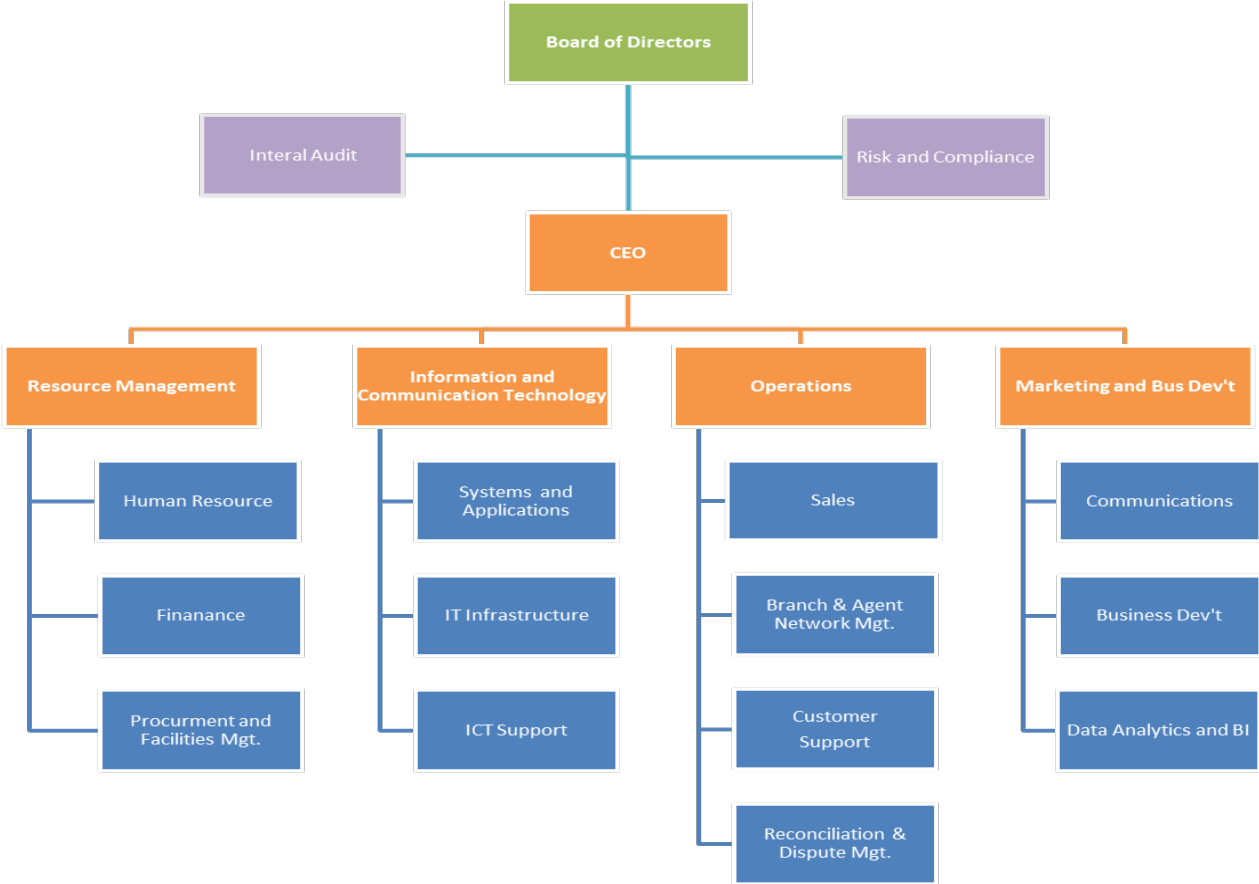 Board of Directors
Interal Audit
Risk and Compliance
CEO
Resource Management
Information and
Communication Technology
Operations
Marketing and Bus Dev't
Human Resource
Systems and
Applications
Sales
Communications
Finanance
IT Infrastructure
Branch & Agent
Network Mgt.
Business Dev't
Procurment and
Facilities Mgt.
ICT Support
Customer
Support
Data Analytics and BI
Reconciliation &
Dispute Mgt.